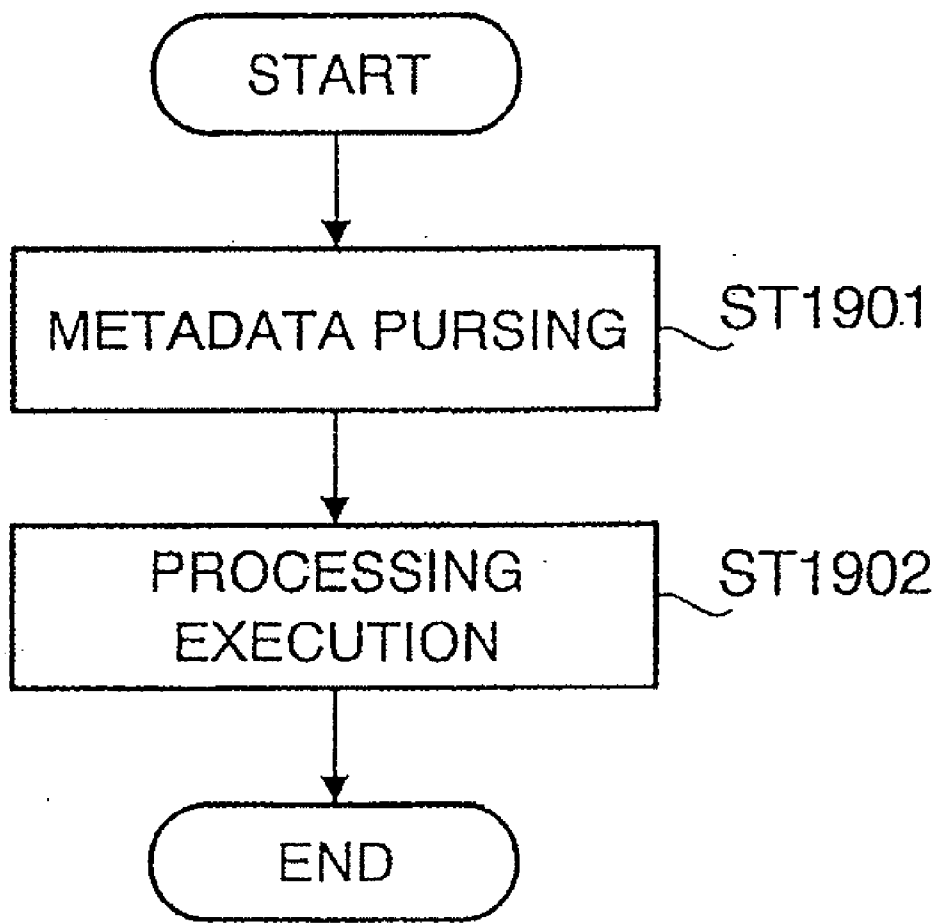 START
METADATA PURSING
ST1901
PROCESSING
EXECUTION
ST1902
END